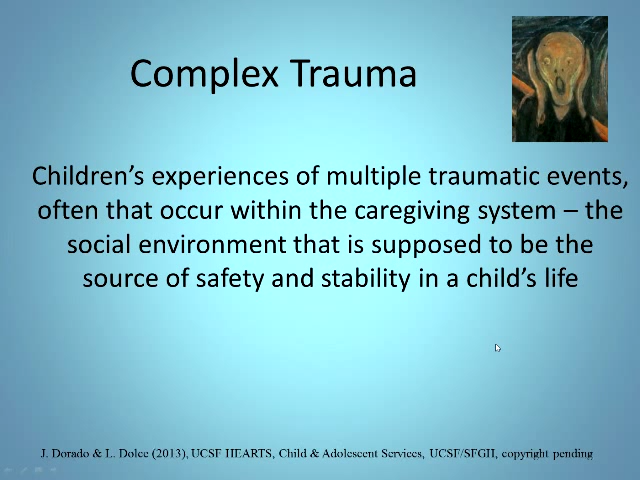 Complex Trauma
Children's experiences of multiple traumatic events,
often that occur within the caregiving system – the
social environment that is supposed to be the
source of safety and stability in a child's life
J. Dorado & L. Dolce (2013), UCSF HEARTS, Child & Adolescent Services, UCSF/SFGH, copyright pending